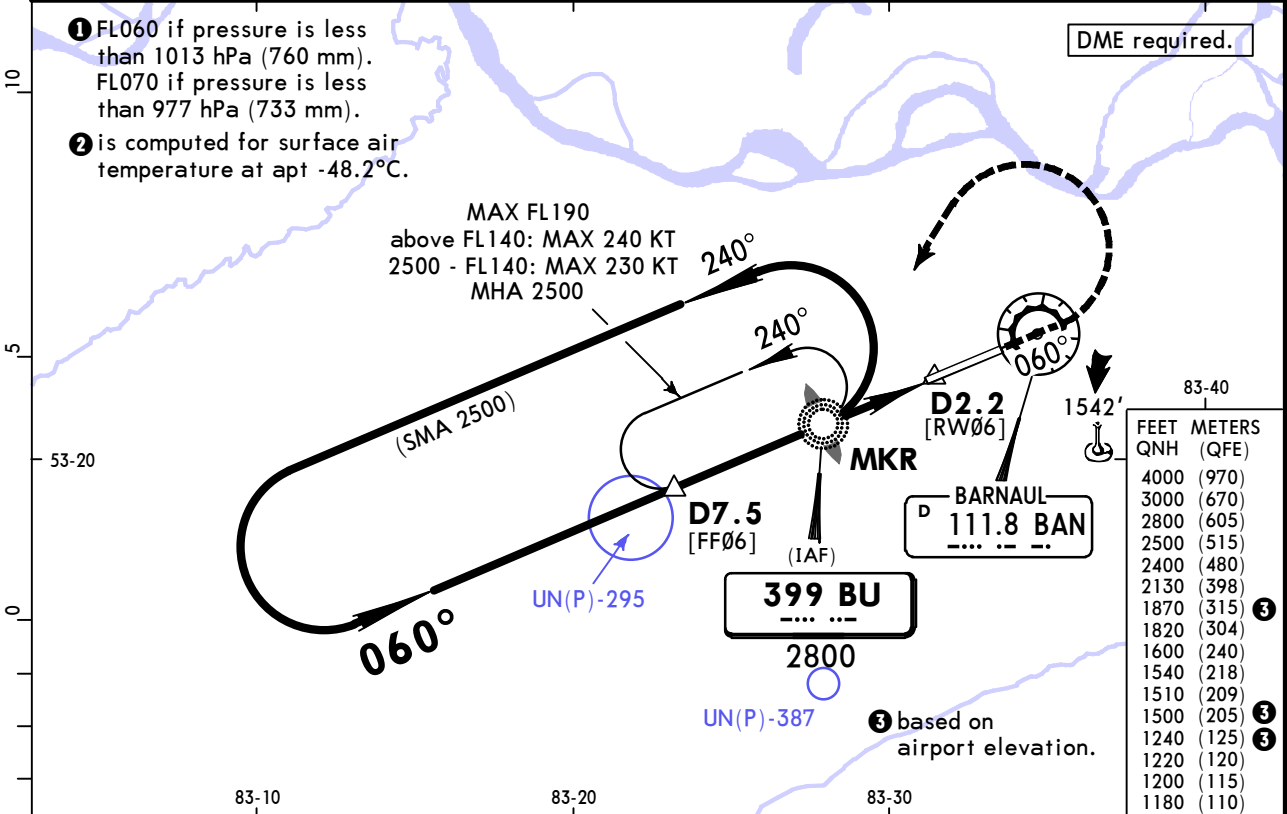 ❶ FL060 if pressure is less
than 1013 hPa (760 mm).
FL070 if pressure is less
than 977 hPa (733 mm).
❷ is computed for surface air
temperature at apt -48.2°C.
DME required.
10
5
0
53-20
MAX FL190
above FL140: MAX 240 KT
2500 - FL140: MAX 230 KT
MHA 2500
240°
240°
(SMA 2500)
060°
060°
MKR
D2.2
[RWØ6]
D7.5
[FFØ6]
1542'
BARNAUL
D 111.8 BAN
(IAF)
399 BU
2800
UN(P)-295
UN(P)-387
❸ based on
airport elevation.
83-40
FEET METERS
QNH (QFE)
4000 (970)
3000 (670)
2800 (605)
2500 (515)
2400 (480)
2130 (398)
1870 (315) ❸
1820 (304)
1600 (240)
1540 (218)
1510 (209)
1500 (205) ❸
1240 (125) ❸
1220 (120)
1200 (115)
1180 (110)
83-10
83-20
83-30